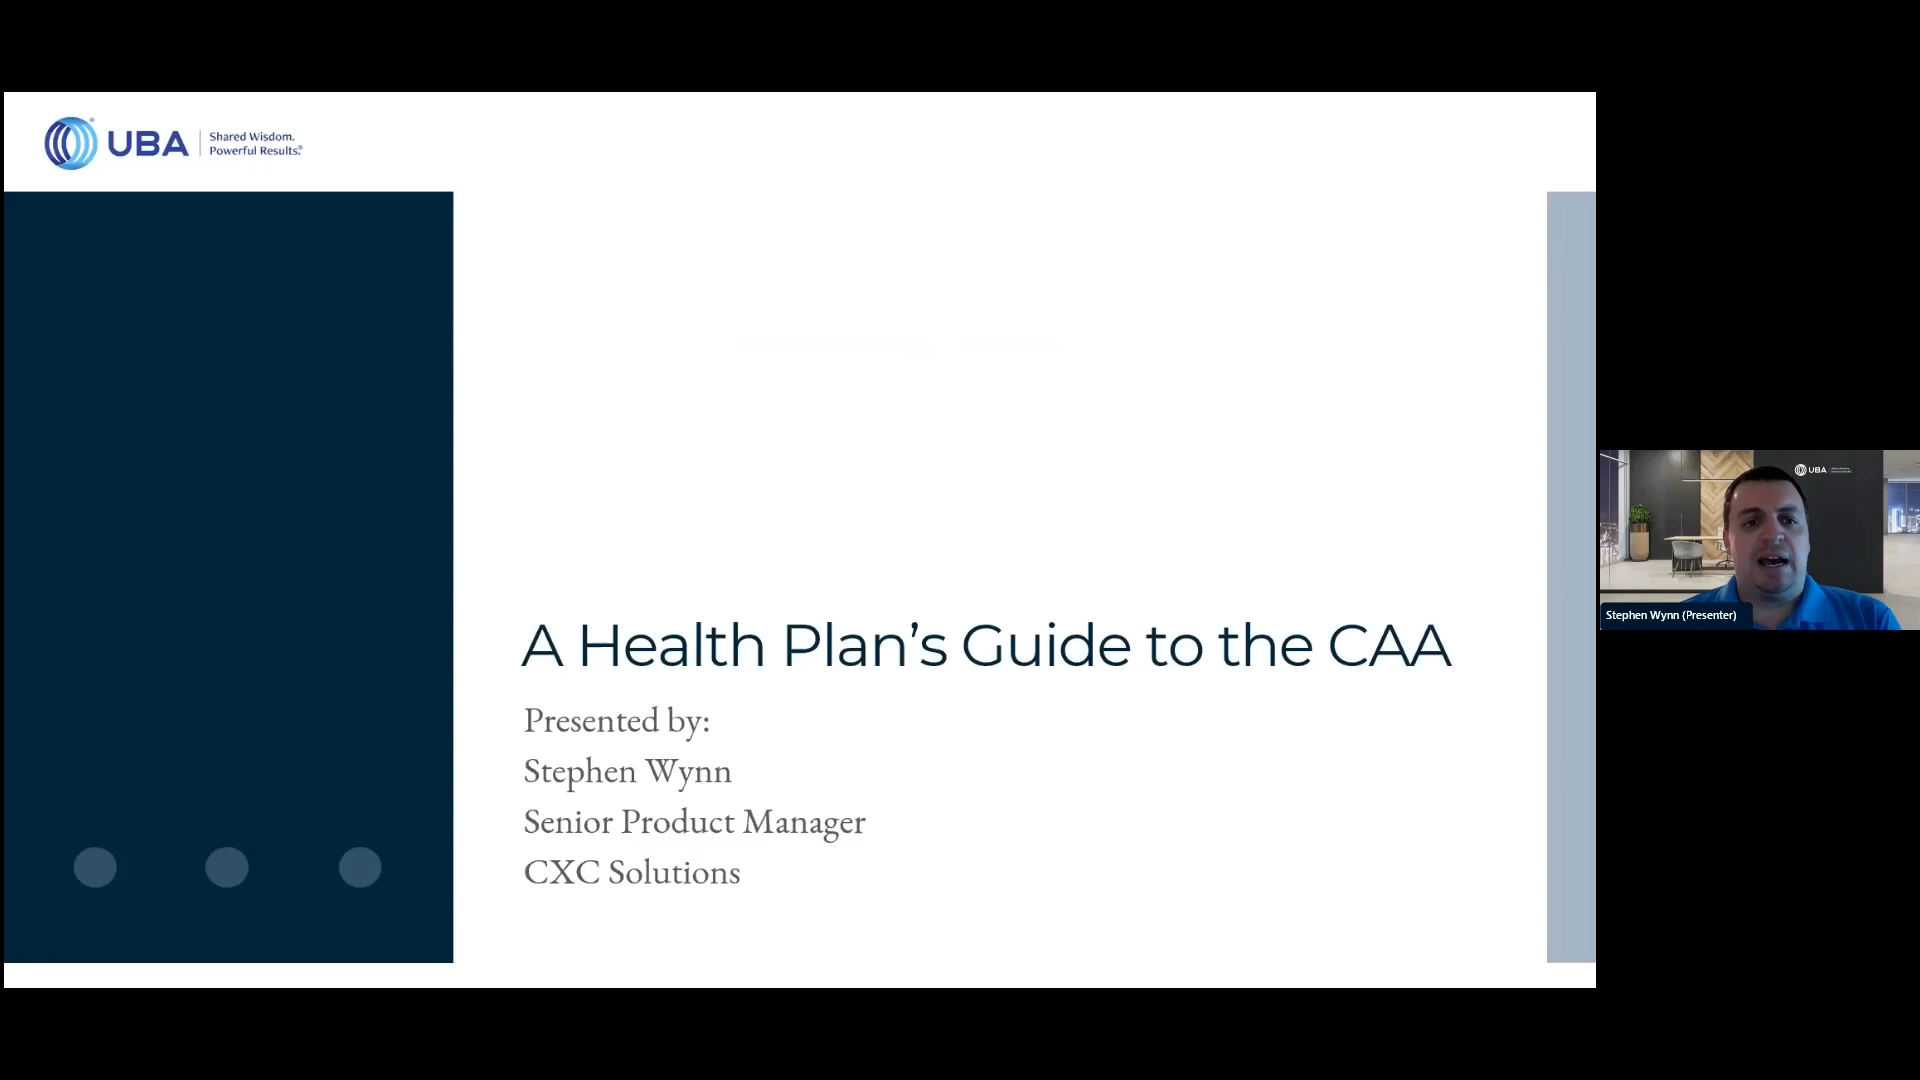 UBA
Shared Wisdom.
Powerful Results.®
A Health Plan’s Guide to the CAA
Presented by:
Stephen Wynn
Senior Product Manager
CXC Solutions
UBA
Stephen Wynn (Presenter)